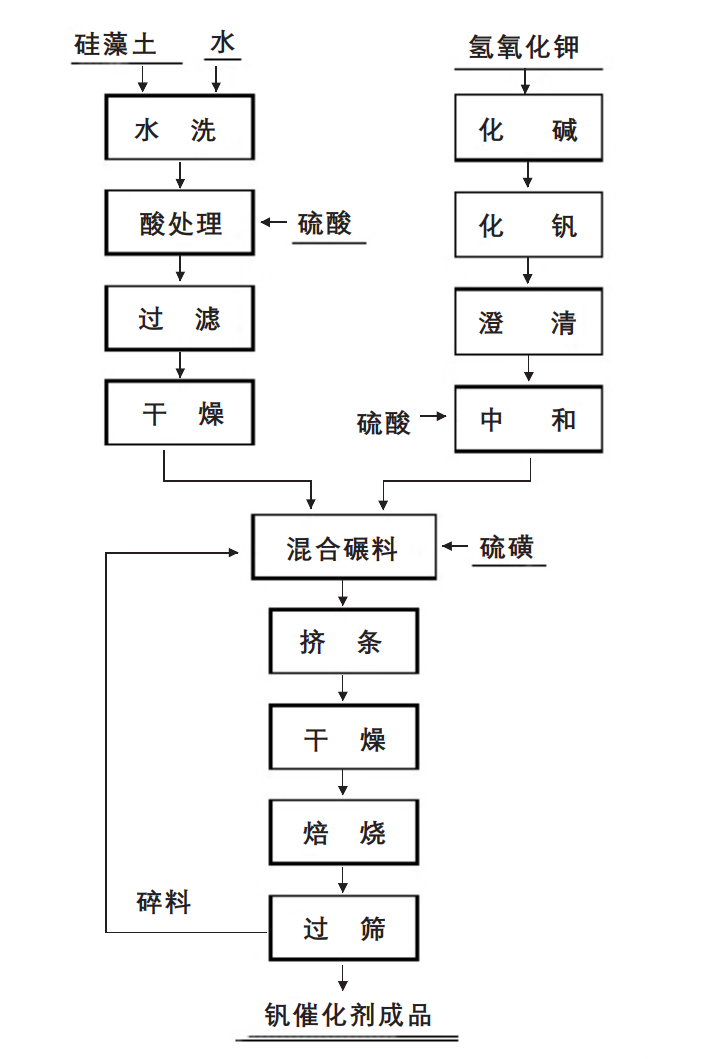 硅藻土 水 氢氧化钾
水 洗 化 碱
酸处理 硫酸 化 钒
过 滤 澄 清
干 燥 硫酸 中 和
混合碾料 硫磺
挤 条
干 燥
焙 烧
碎料 过 筛
钒催化剂成品